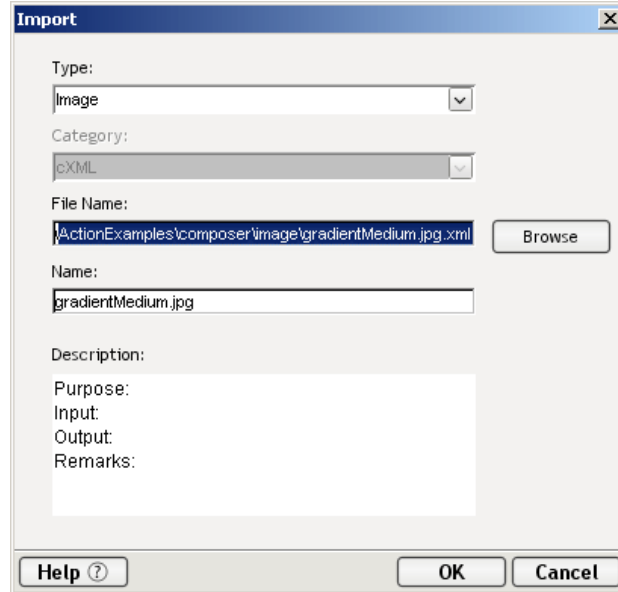 Import
Type:
Image
Category:
cXML
File Name:
\ActionExamples\composer\image\gradientMedium.jpg.xml
Browse
Name:
gradientMedium.jpg
Description:
Purpose:
Input:
Output:
Remarks:
Help ?
OK
Cancel